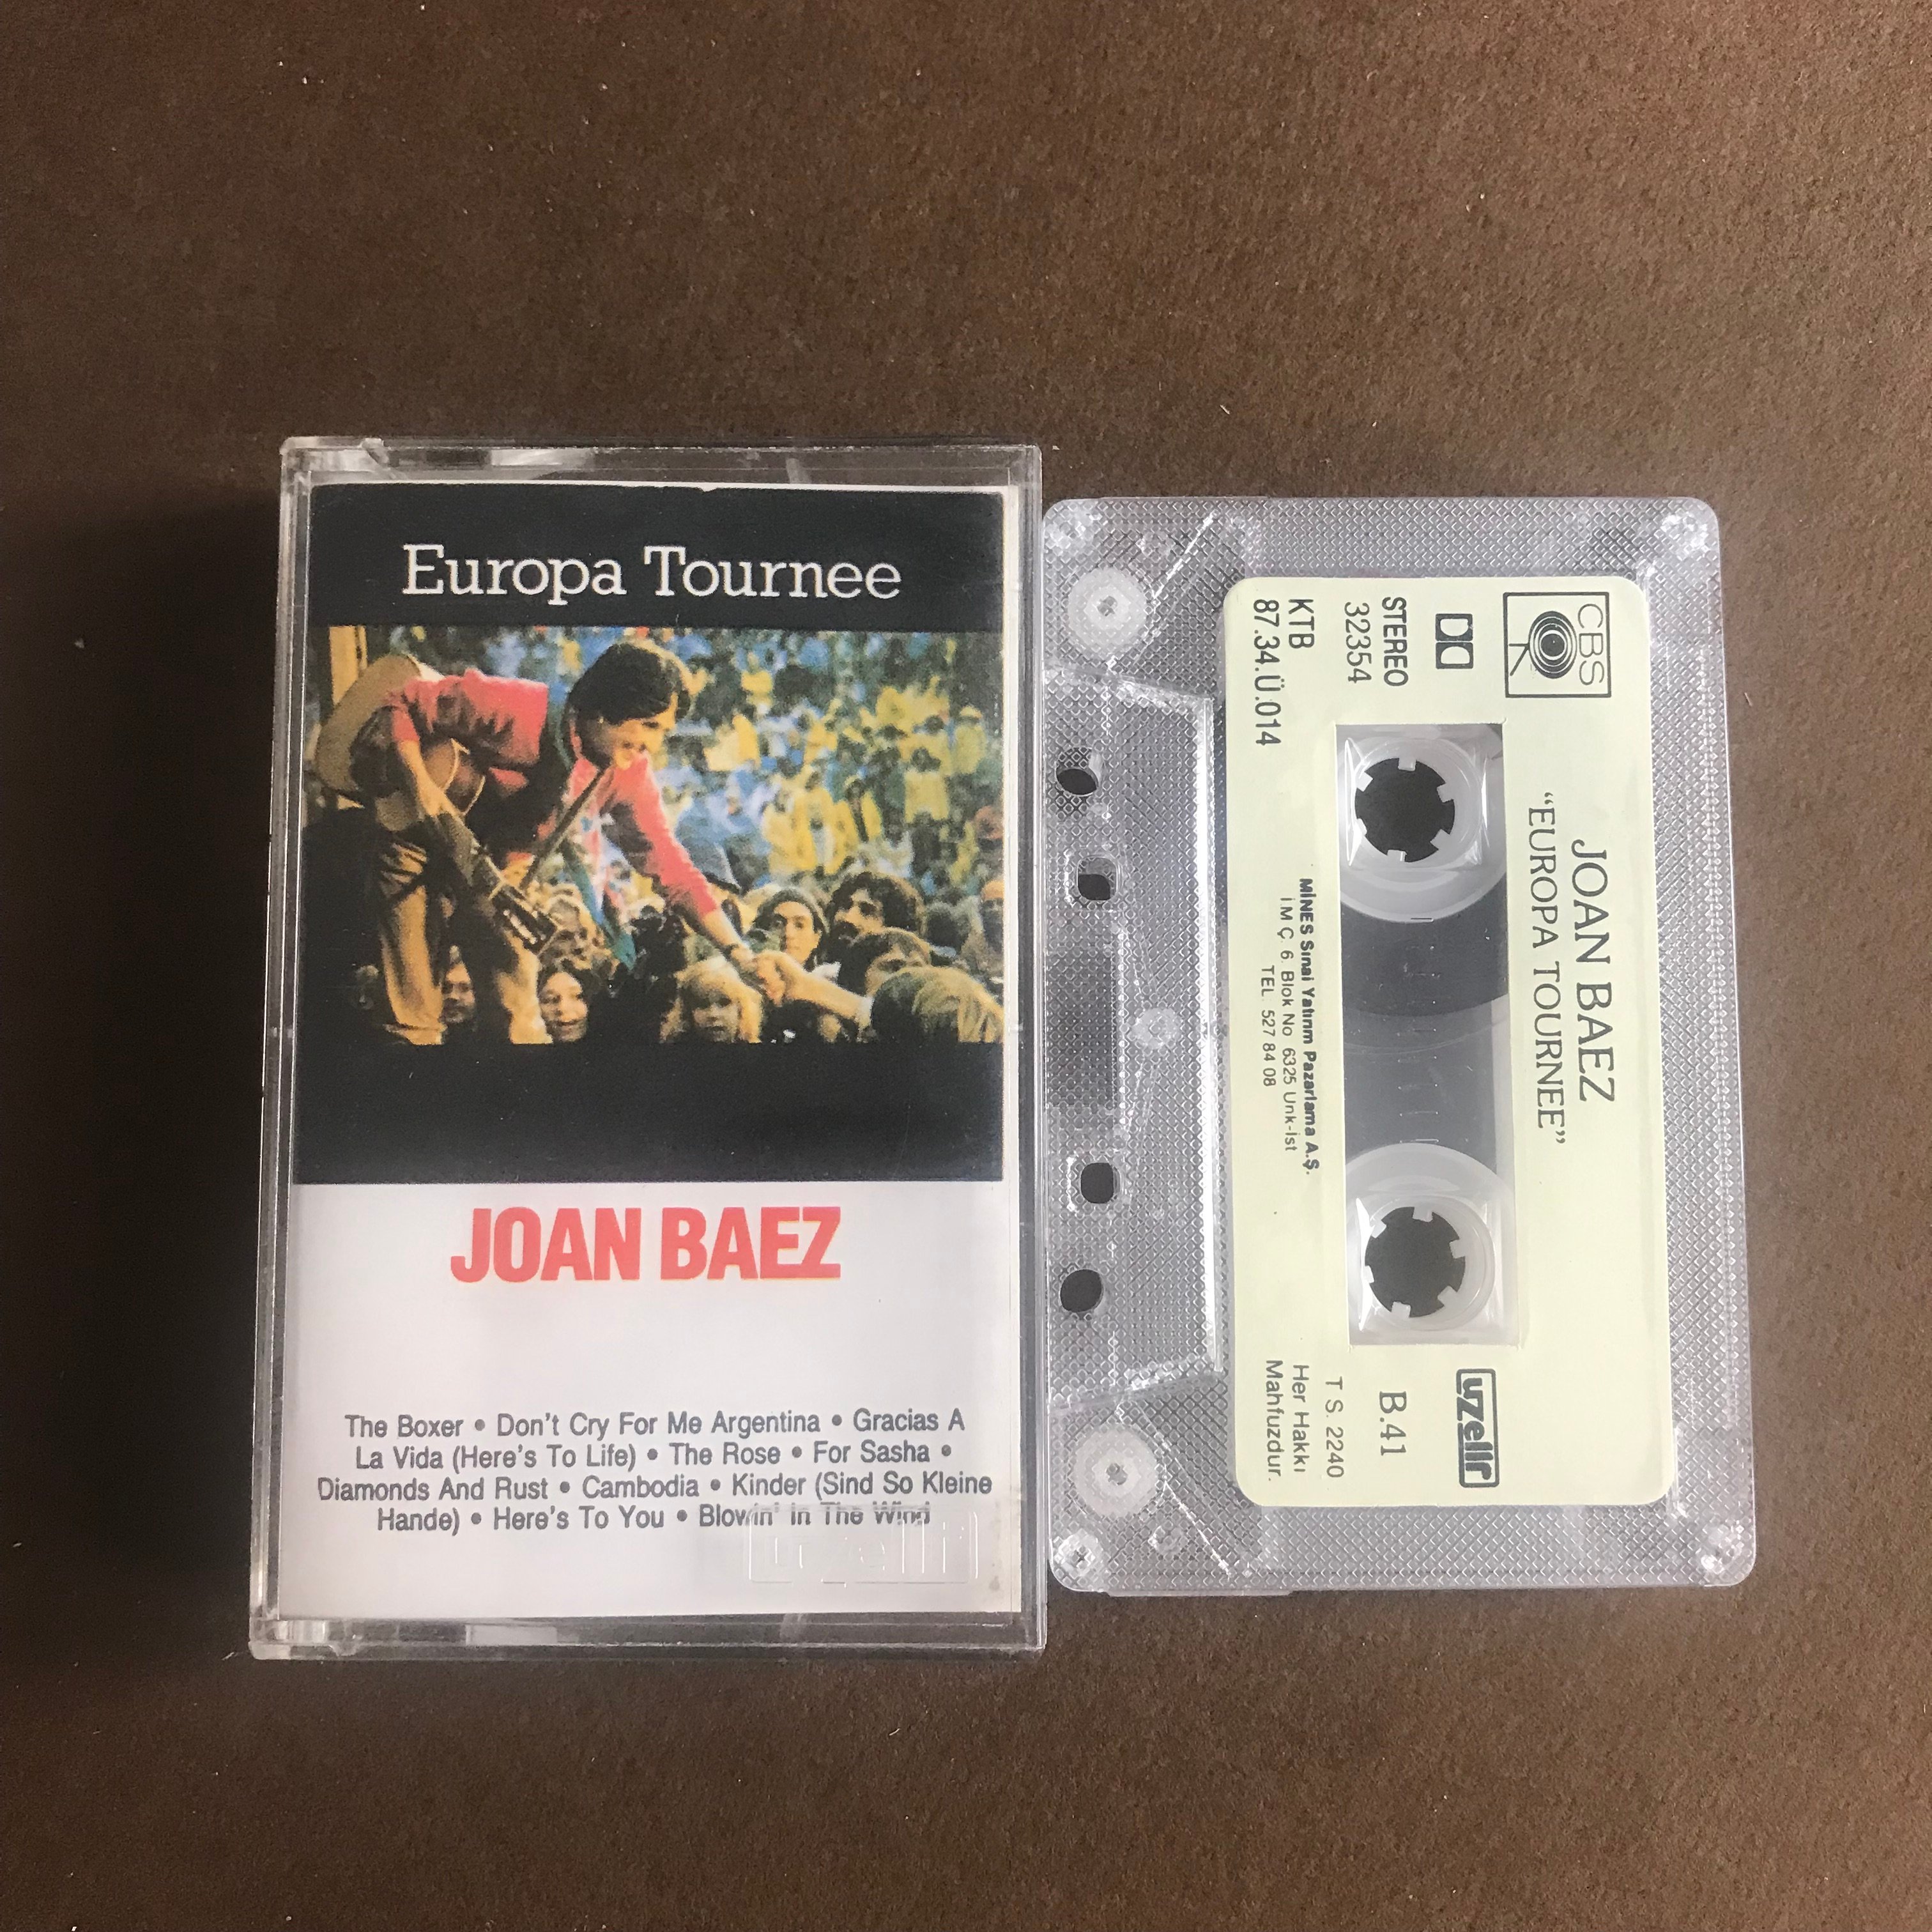 Europa Tournee
JOAN BAEZ
The Boxer • Don't Cry For Me Argentina • Gracias A
La Vida (Here's To Life) • The Rose • For Sasha •
Diamonds And Rust • Cambodia • Kinder (Sind So Kleine
Hande) • Here's To You • Blowin' In The Wind
uzelli
CBS
JOAN BAEZ
“EUROPA TOURNEE”
STEREO
32354
KTB
87.34.Ü.014
MİNES Sınai Yatırım Pazarlama A.Ş.
İ M Ç 6. Blok No 6325 Unk-İst
TEL 527 84 08
uzelli
B.41
T S. 2240
Her Hakkı
Mahfuzdur.